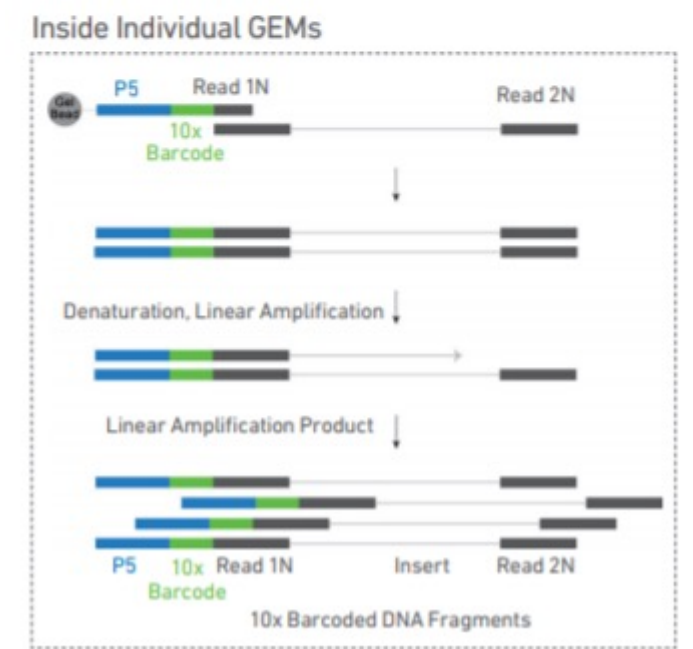 Inside Individual GEMs
P5 Read 1N
Read 2N
Gel
Bead
10x
Barcode
Denaturation, Linear Amplification
Linear Amplification Product
P5 10x Read 1N Insert Read 2N
Barcode
10x Barcoded DNA Fragments